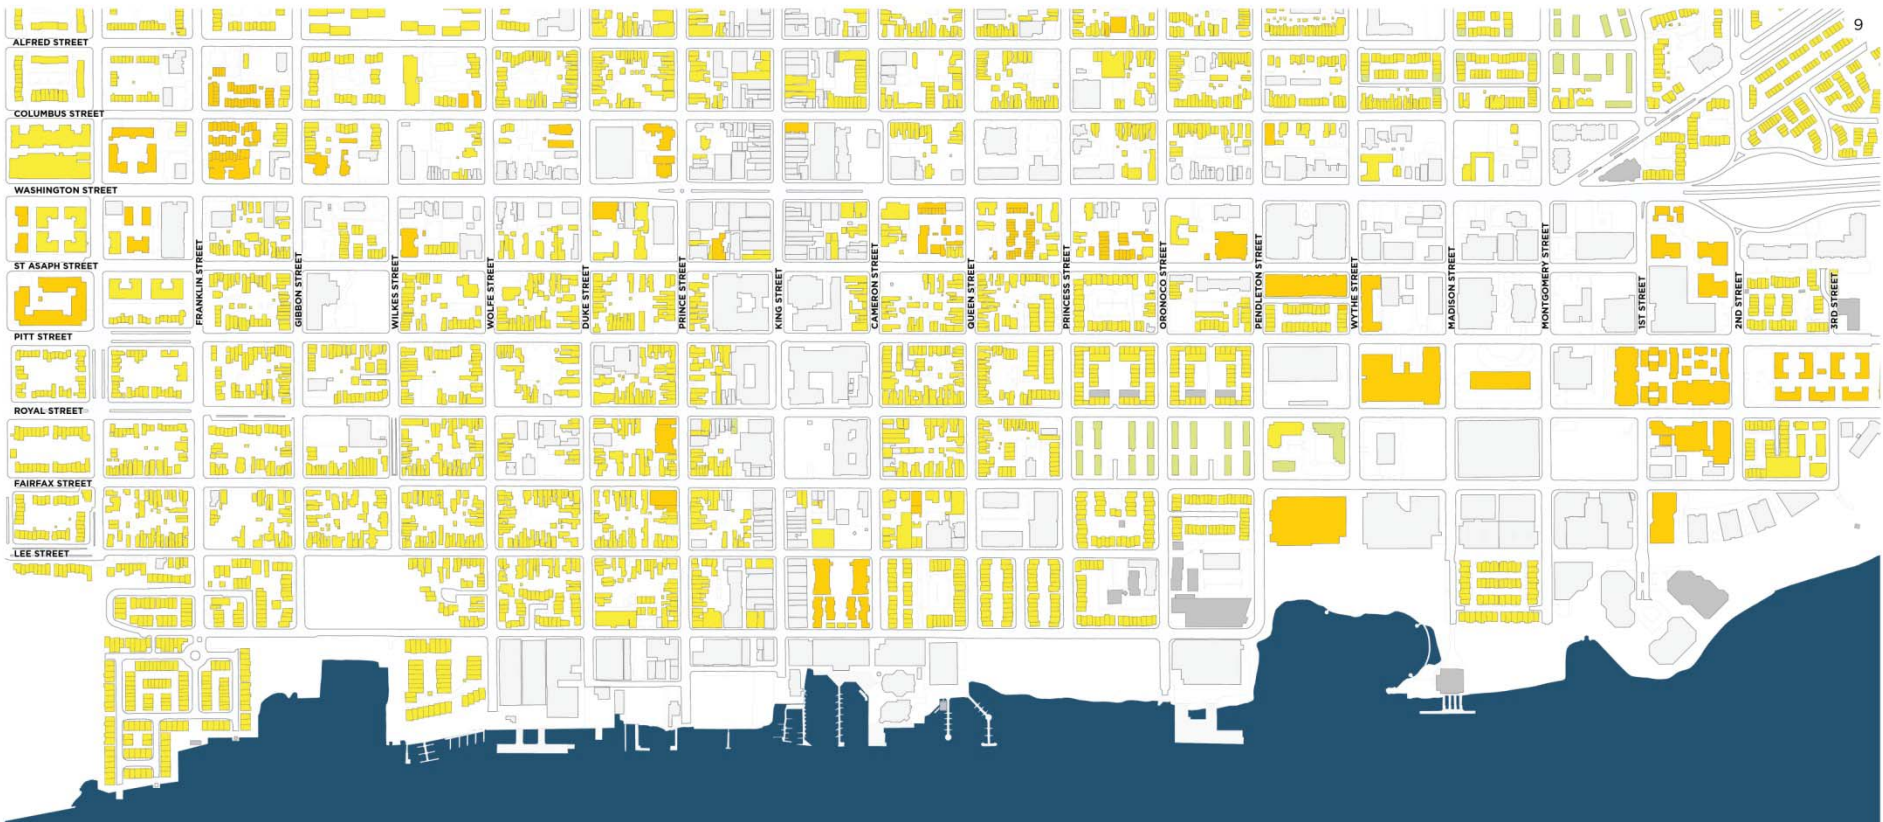 9
ALFRED STREET
COLUMBUS STREET
WASHINGTON STREET
ST ASAPH STREET
FRANKLIN STREET
GIBBON STREET
WILKES STREET
WOLFE STREET
DUKE STREET
PRINCE STREET
KING STREET
CAMERON STREET
QUEEN STREET
PRINCESS STREET
ORONOCO STREET
PENDLETON STREET
WYTHE STREET
MADISON STREET
MONTGOMERY STREET
1ST STREET
2ND STREET
3RD STREET
PITT STREET
ROYAL STREET
FAIRFAX STREET
LEE STREET